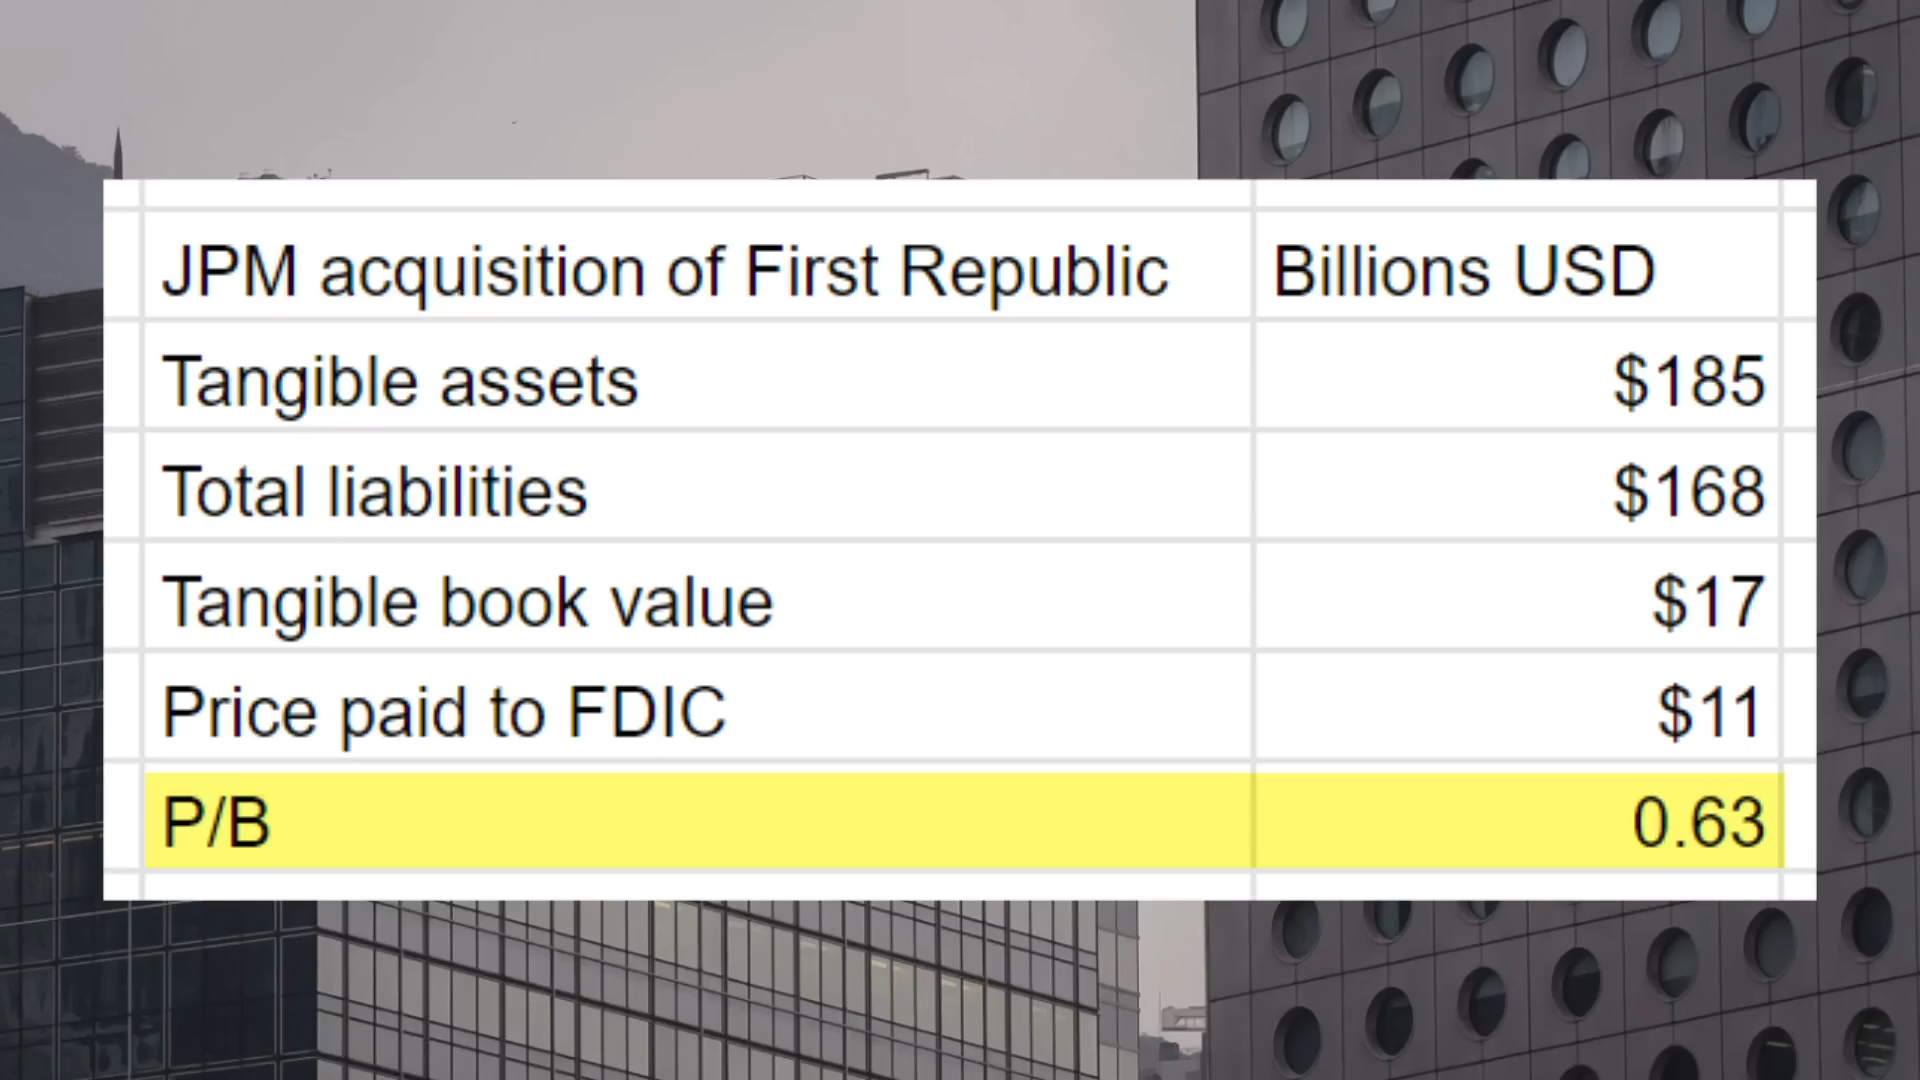 JPM acquisition of First Republic Billions USD
Tangible assets $185
Total liabilities $168
Tangible book value $17
Price paid to FDIC $11
P/B 0.63